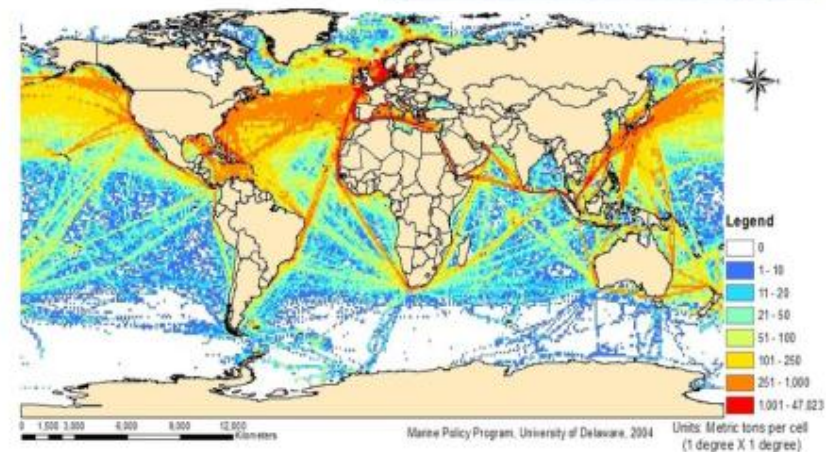 Legend
0
1 - 10
11 - 20
21 - 50
51 - 100
101 - 250
251 - 1,000
1,001 - 47,023
0 1,500 3,000 6,000 9,000 12,000
Kilometers
Marine Policy Program, University of Delaware, 2004
Units: Metric tons per cell
(1 degree X 1 degree)